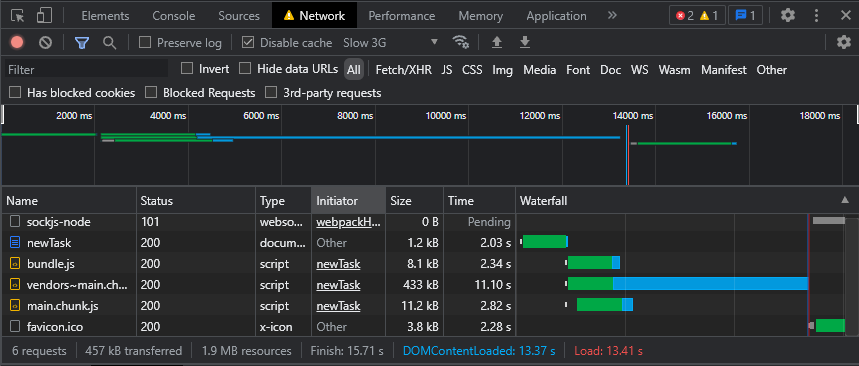 Elements Console Sources Network Performance Memory Application 2 1 1
Preserve log Disable cache Slow 3G
Filter Invert Hide data URLs All Fetch/XHR JS CSS Img Media Font Doc WS Wasm Manifest Other
Has blocked cookies Blocked Requests 3rd-party requests
2000 ms 4000 ms 6000 ms 8000 ms 10000 ms 12000 ms 14000 ms 16000 ms 18000 ms
Name Status Type Initiator Size Time Waterfall
sockjs-node 101 webso... webpackH... 0 B Pending
newTask 200 docum... Other 1.2 kB 2.03 s
bundle.js 200 script newTask 8.1 kB 2.34 s
vendors~main.ch... 200 script newTask 433 kB 11.10 s
main.chunk.js 200 script newTask 11.2 kB 2.82 s
favicon.ico 200 x-icon Other 3.8 kB 2.28 s
6 requests 457 kB transferred 1.9 MB resources Finish: 15.71 s DOMContentLoaded: 13.37 s Load: 13.41 s